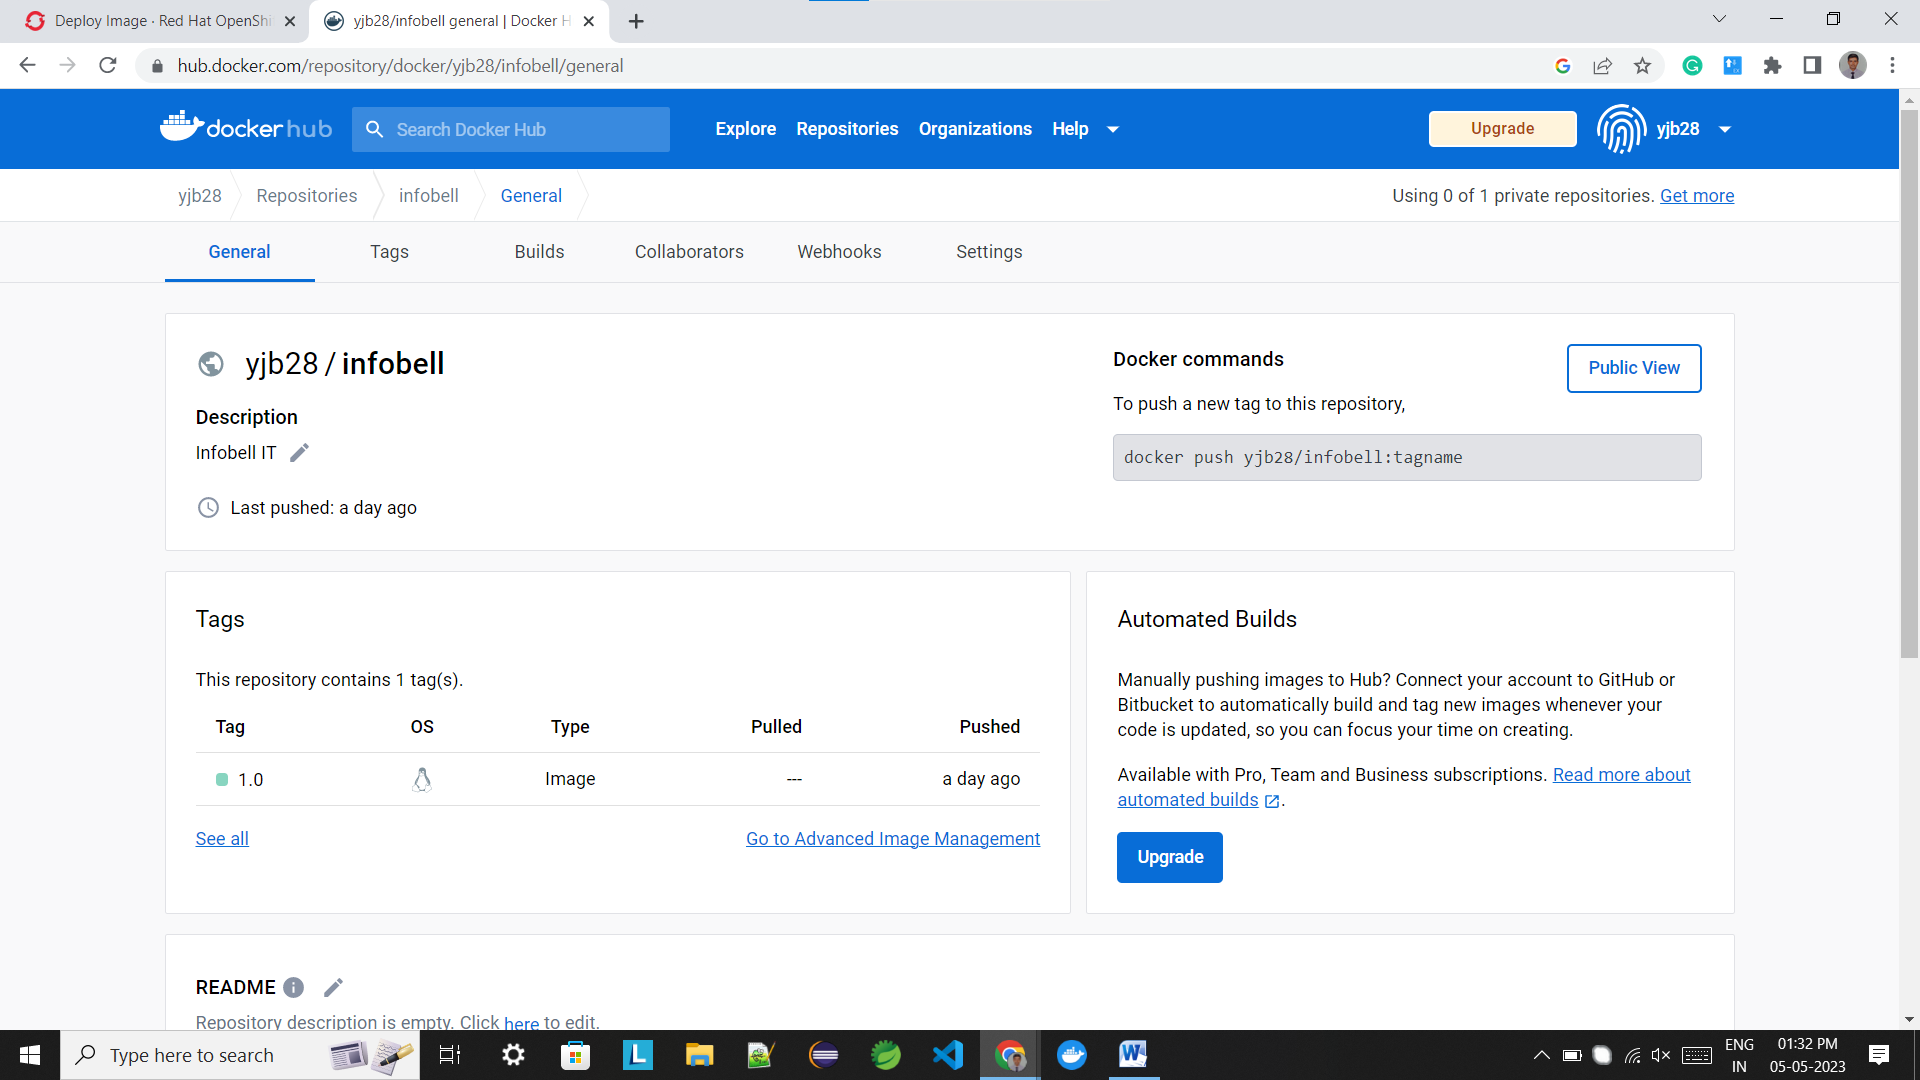 Deploy Image · Red Hat OpenShi
yjb28/infobell general | Docker H
hub.docker.com/repository/docker/yjb28/infobell/general
docker hub
Search Docker Hub
Explore
Repositories
Organizations
Help
Upgrade
yjb28
yjb28
Repositories
infobell
General
Using 0 of 1 private repositories. Get more
General
Tags
Builds
Collaborators
Webhooks
Settings
yjb28 / infobell
Description
Infobell IT
Last pushed: a day ago
Docker commands
Public View
To push a new tag to this repository,
docker push yjb28/infobell:tagname
Tags
This repository contains 1 tag(s).
Tag OS Type Pulled Pushed
1.0 Image --- a day ago
See all
Go to Advanced Image Management
Automated Builds
Manually pushing images to Hub? Connect your account to GitHub or
Bitbucket to automatically build and tag new images whenever your
code is updated, so you can focus your time on creating.
Available with Pro, Team and Business subscriptions. Read more about
automated builds .
Upgrade
README
Repository description is empty. Click here to edit.
Type here to search
ENG
IN
01:32 PM
05-05-2023